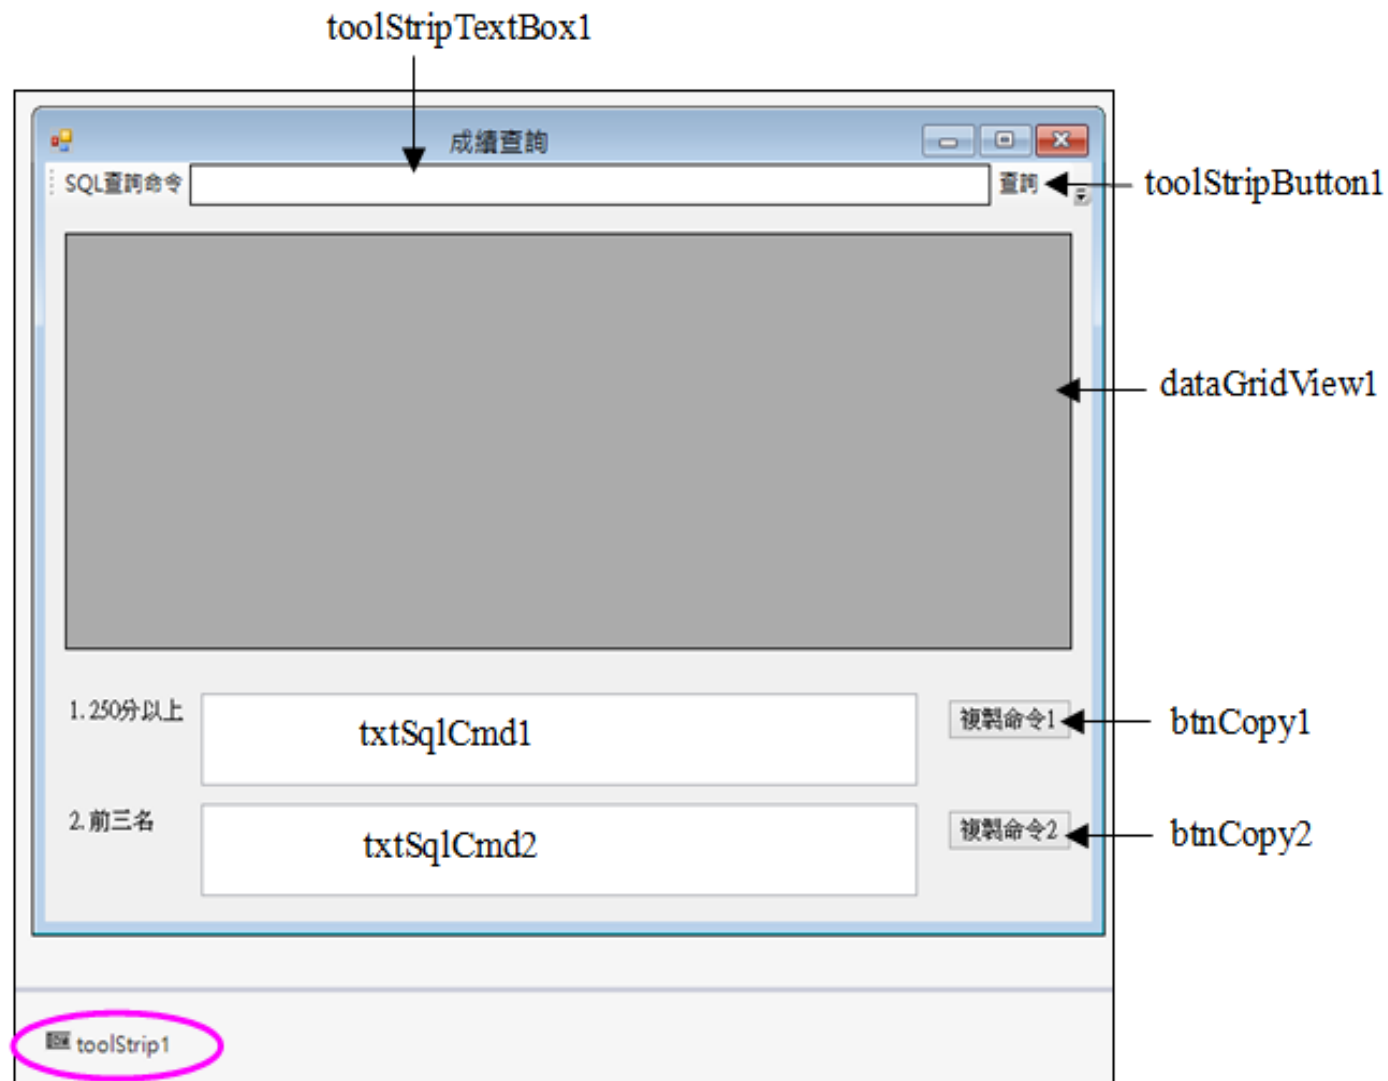 toolStripTextBox1
成績查詢
SQL查詢命令
查詢
toolStripButton1
dataGridView1
1.250分以上
txtSqlCmd1
複製命令1
btnCopy1
2.前三名
txtSqlCmd2
複製命令2
btnCopy2
toolStrip1